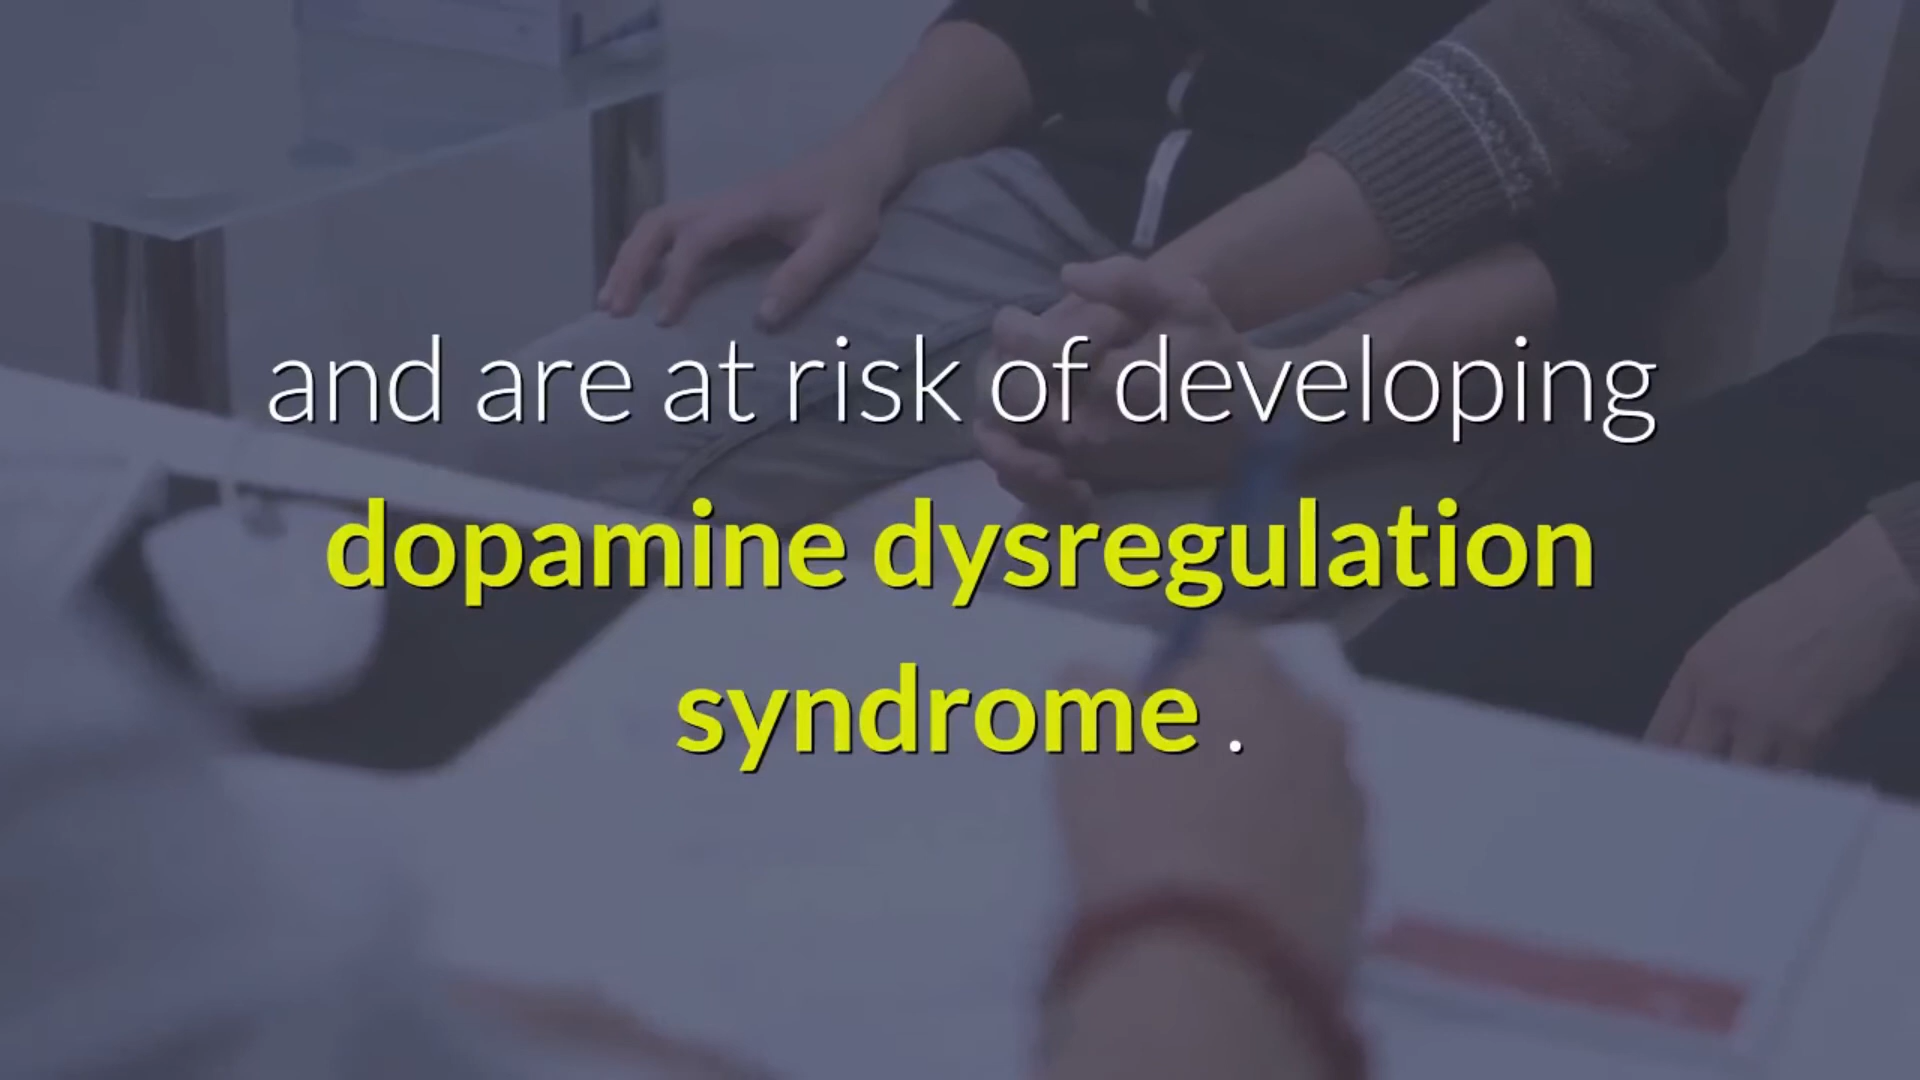 and are at risk of developing
dopamine dysregulation
syndrome .